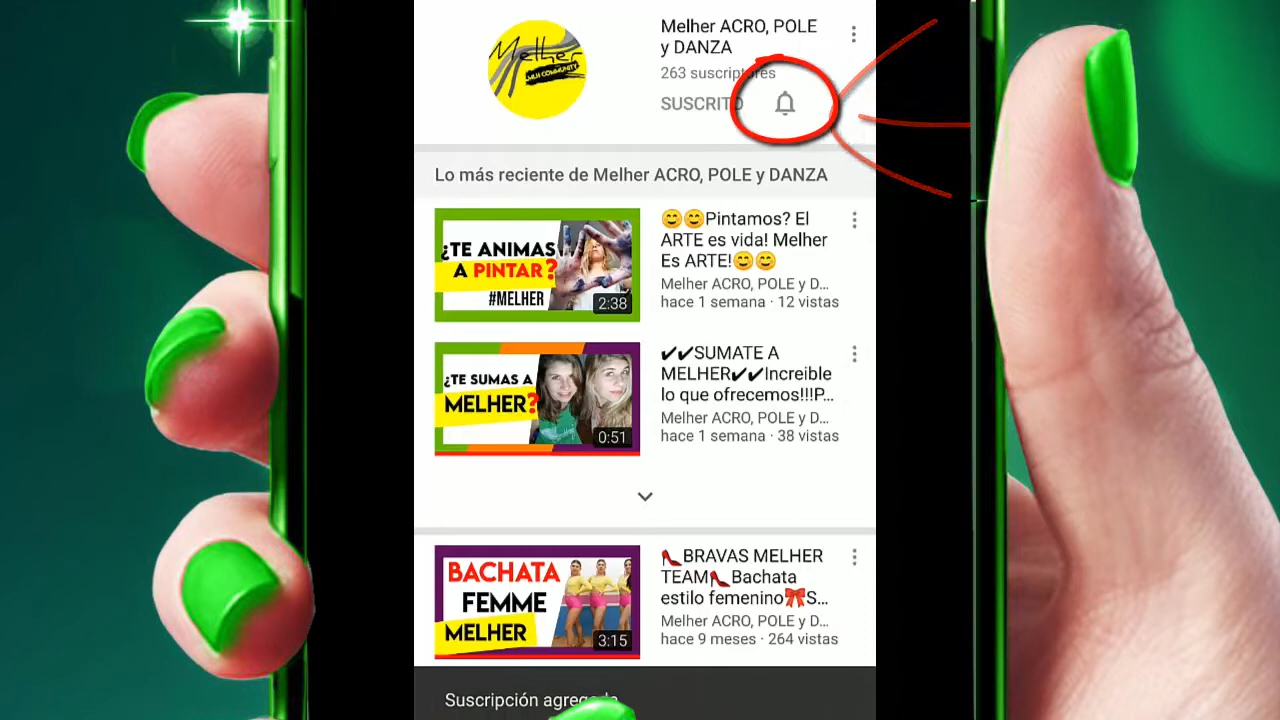 Melher
MLH COMMUNITY
Melher ACRO, POLE
y DANZA
263 suscriptores
SUSCRITO
Lo más reciente de Melher ACRO, POLE y DANZA
¿TE ANIMAS
A PINTAR?
#MELHER
2:38
😊😊Pintamos? El
ARTE es vida! Melher
Es ARTE!😊😊
Melher ACRO, POLE y D...
hace 1 semana · 12 vistas
¿TE SUMAS A
MELHER?
0:51
✔✔SUMATE A
MELHER✔✔Increible
lo que ofrecemos!!!P...
Melher ACRO, POLE y D...
hace 1 semana · 38 vistas
BACHATA
FEMME
MELHER
3:15
👠BRAVAS MELHER
TEAM👠Bachata
estilo femenino🎀S...
Melher ACRO, POLE y D...
hace 9 meses · 264 vistas
Suscripción agregada